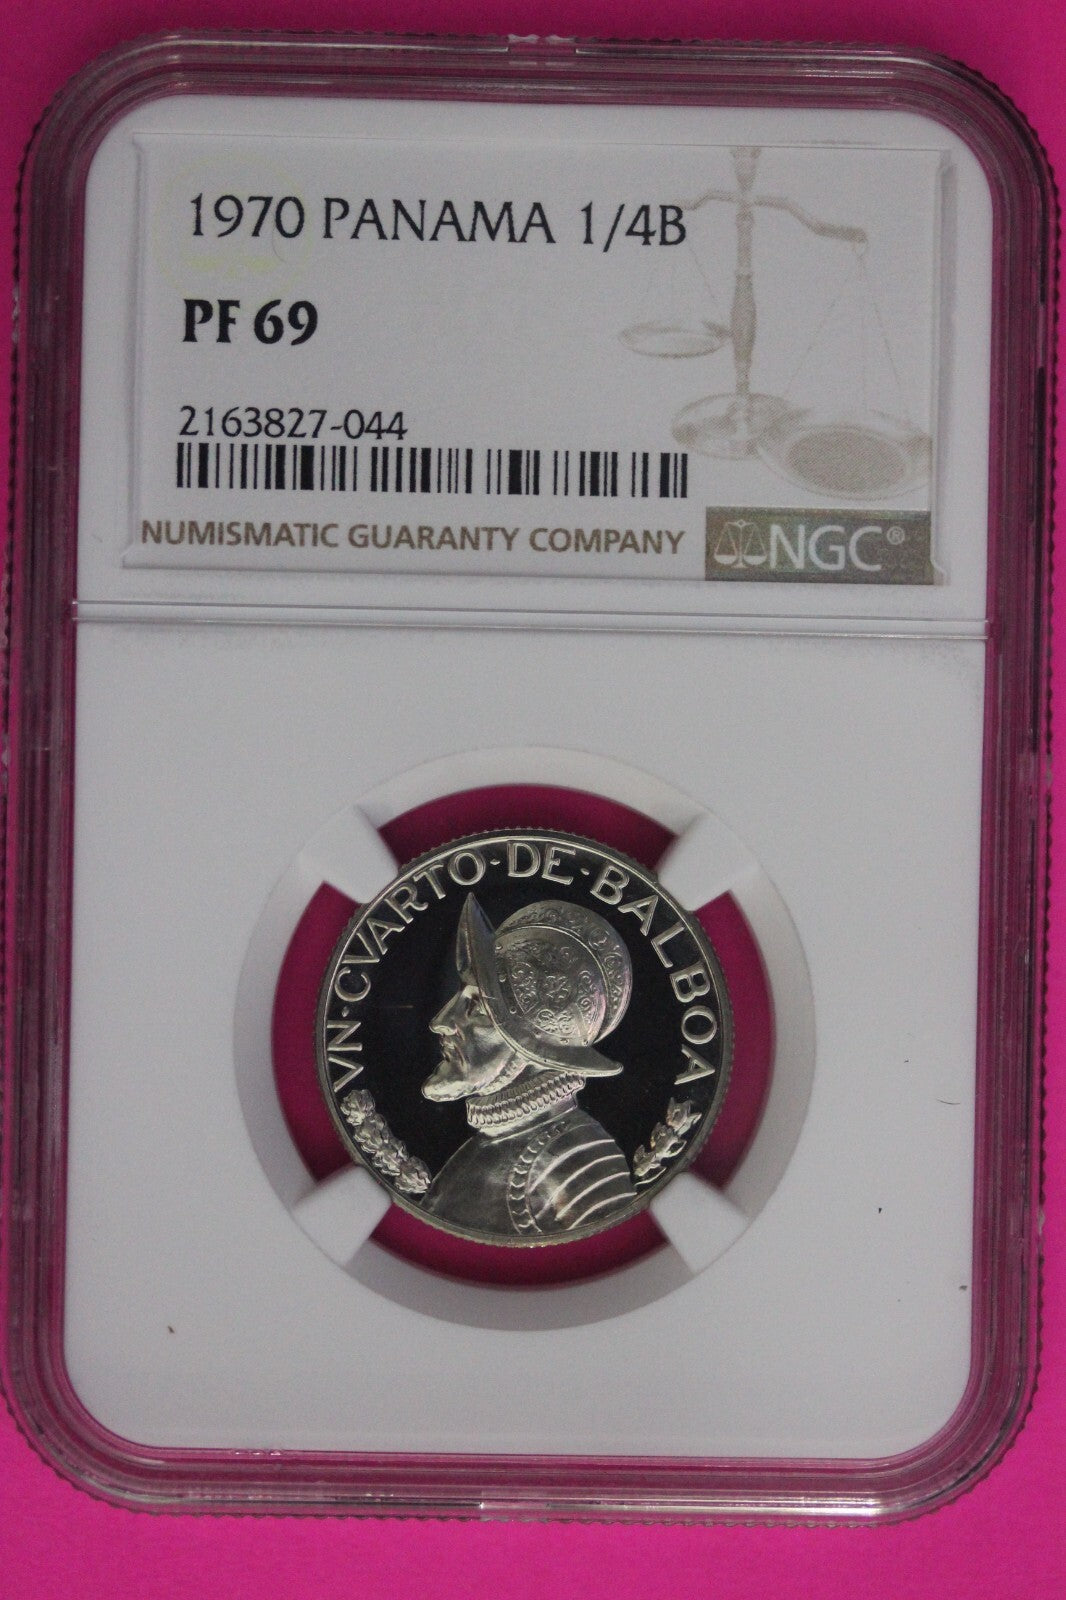 1970 PANAMA 1/4B
PF 69
2163827-044
NUMISMATIC GUARANTY COMPANY
NGC®
VN·CVARTO·DE·BALBOA